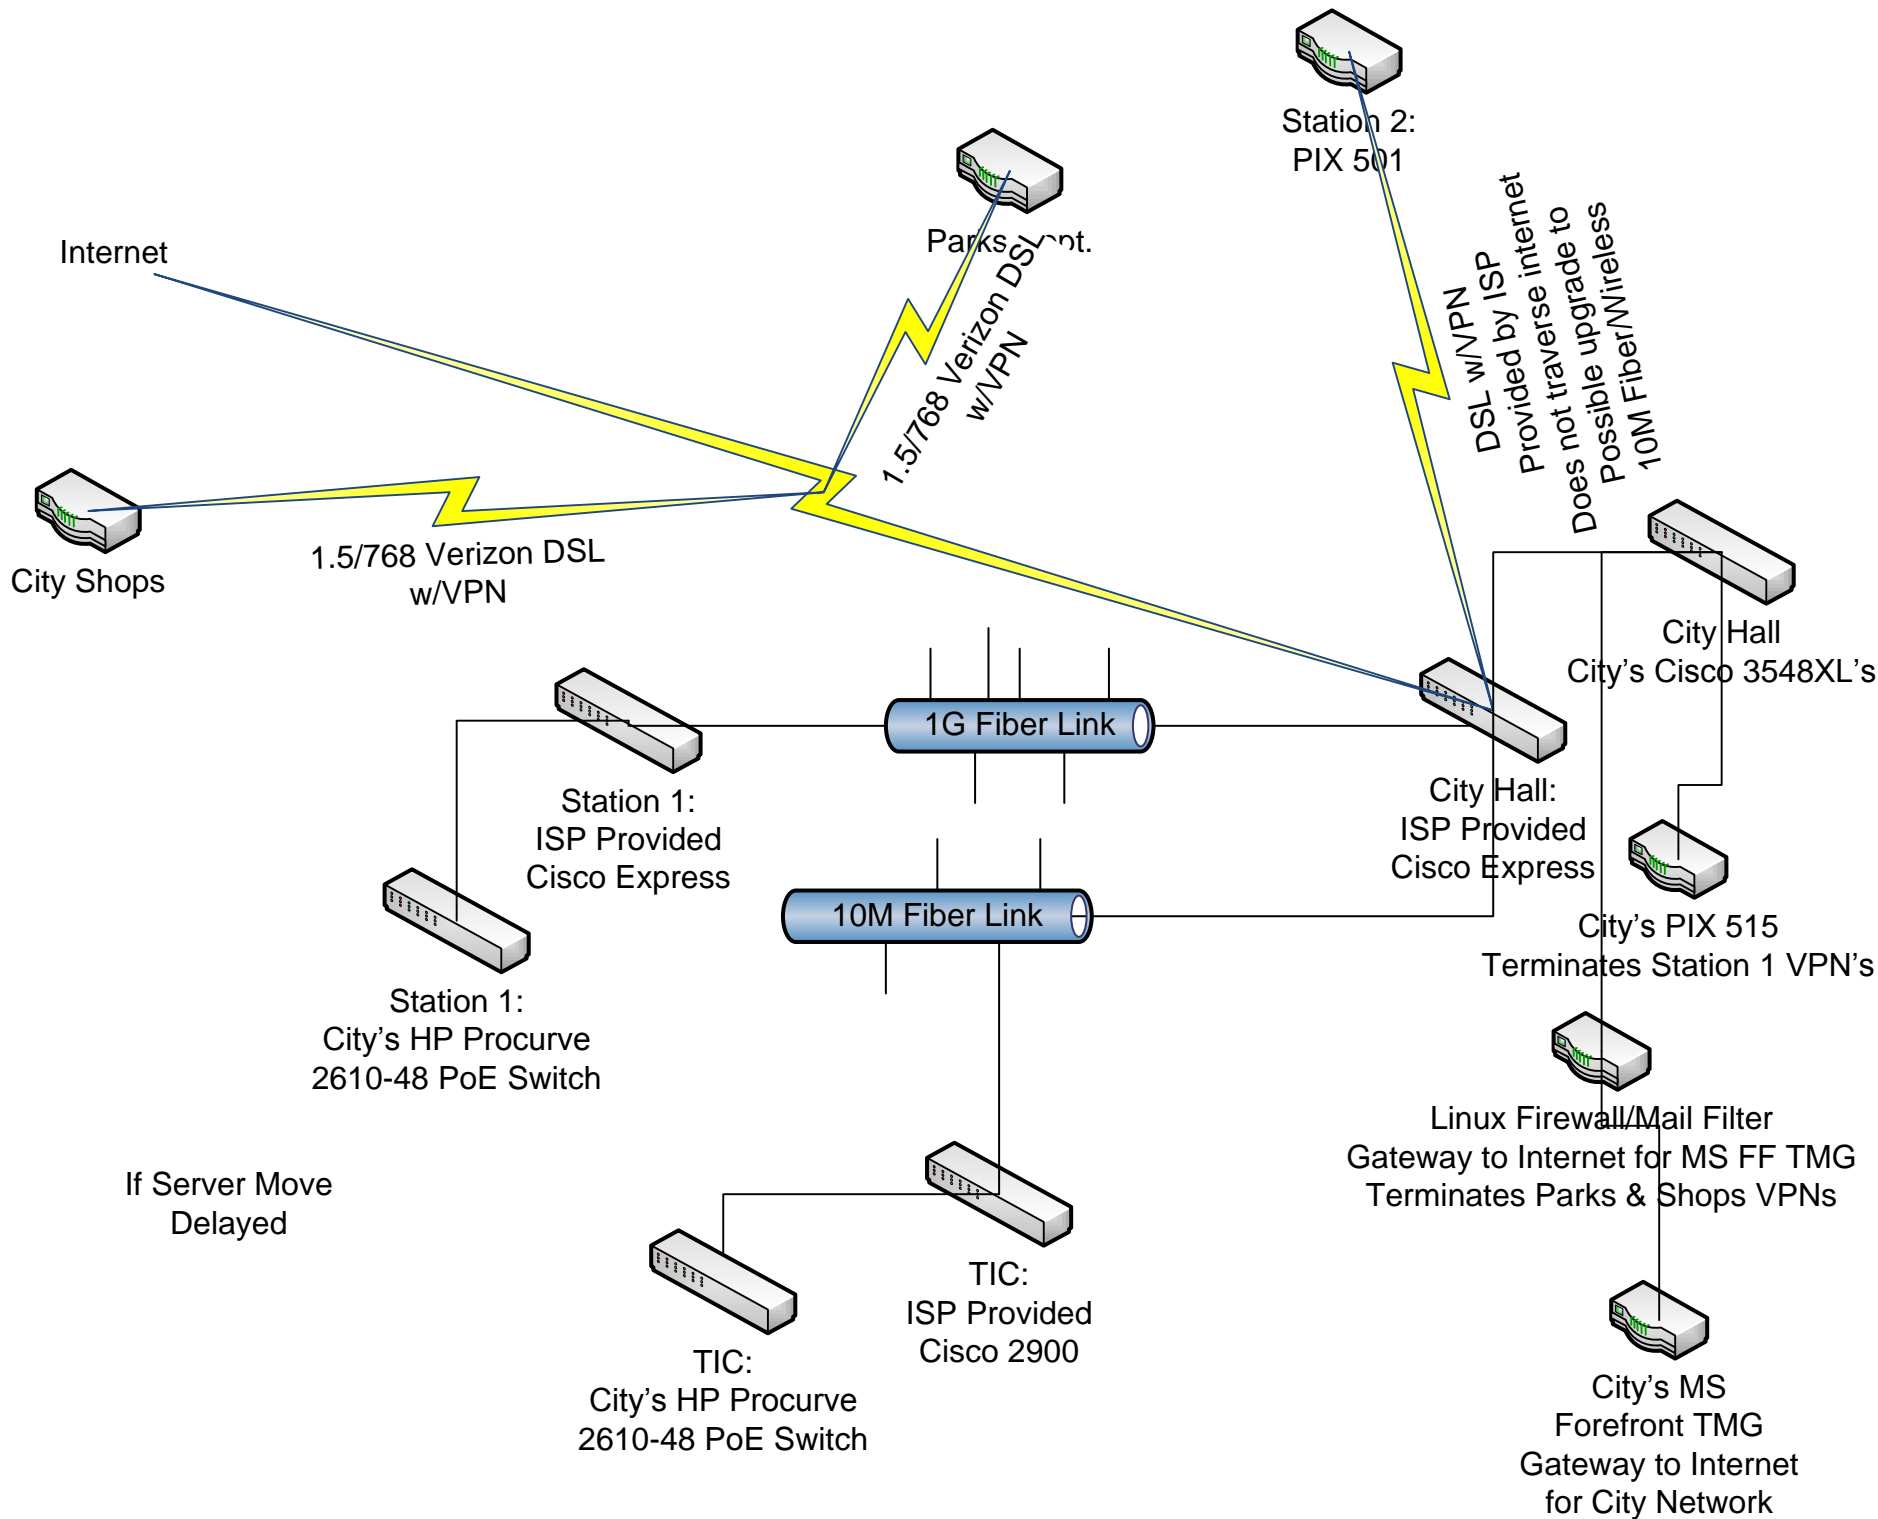 Station 2:
PIX 501
Parks
pt.
Internet
1.5/768 Verizon DSL
w/VPN
DSL w/VPN
Provided by ISP
Does not traverse internet
Possible upgrade to
10M Fiber/Wireless
City Shops
1.5/768 Verizon DSL
w/VPN
City Hall
City's Cisco 3548XL's
1G Fiber Link
Station 1:
ISP Provided
Cisco Express
City Hall:
ISP Provided
Cisco Express
10M Fiber Link
City's PIX 515
Terminates Station 1 VPN's
Station 1:
City's HP Procurve
2610-48 PoE Switch
Linux Firewall/Mail Filter
Gateway to Internet for MS FF TMG
Terminates Parks & Shops VPNs
If Server Move
Delayed
TIC:
ISP Provided
Cisco 2900
TIC:
City's HP Procurve
2610-48 PoE Switch
City's MS
Forefront TMG
Gateway to Internet
for City Network